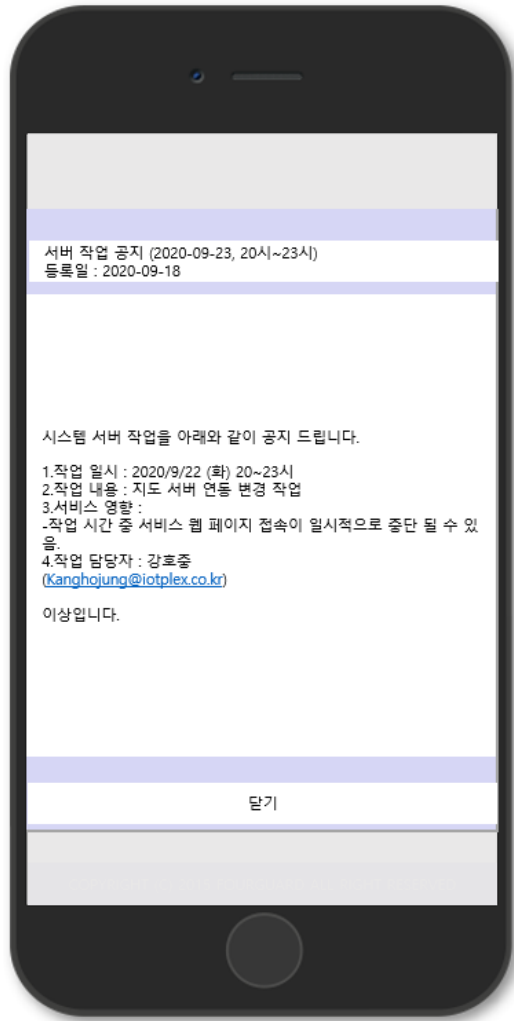 서버 작업 공지 (2020-09-23, 20시~23시)
등록일 : 2020-09-18
시스템 서버 작업을 아래와 같이 공지 드립니다.
1.작업 일시 : 2020/9/22 (화) 20~23시
2.작업 내용 : 지도 서버 연동 변경 작업
3.서비스 영향 :
-작업 시간 중 서비스 웹 페이지 접속이 일시적으로 중단 될 수 있
음.
4.작업 담당자 : 강호중
(Kanghojung@iotplex.co.kr)
이상입니다.
닫기